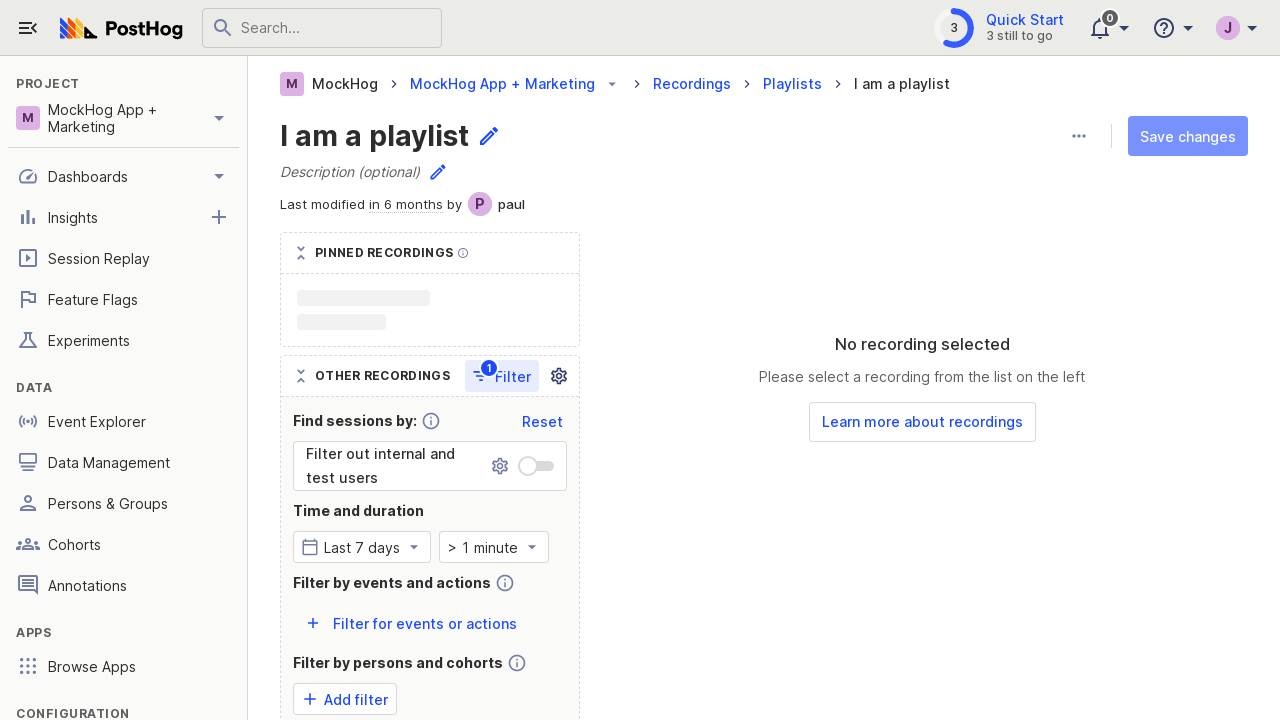 PostHog
Search...
3
Quick Start
3 still to go
0
J
PROJECT
M
MockHog App +
Marketing
Dashboards
Insights
Session Replay
Feature Flags
Experiments
DATA
Event Explorer
Data Management
Persons & Groups
Cohorts
Annotations
APPS
Browse Apps
CONFIGURATION
M MockHog > MockHog App + Marketing > Recordings > Playlists > I am a playlist
I am a playlist
Save changes
Description (optional)
Last modified in 6 months by P paul
PINNED RECORDINGS
OTHER RECORDINGS
1
Filter
Find sessions by:
Reset
Filter out internal and
test users
Time and duration
Last 7 days
> 1 minute
Filter by events and actions
Filter for events or actions
Filter by persons and cohorts
Add filter
No recording selected
Please select a recording from the list on the left
Learn more about recordings